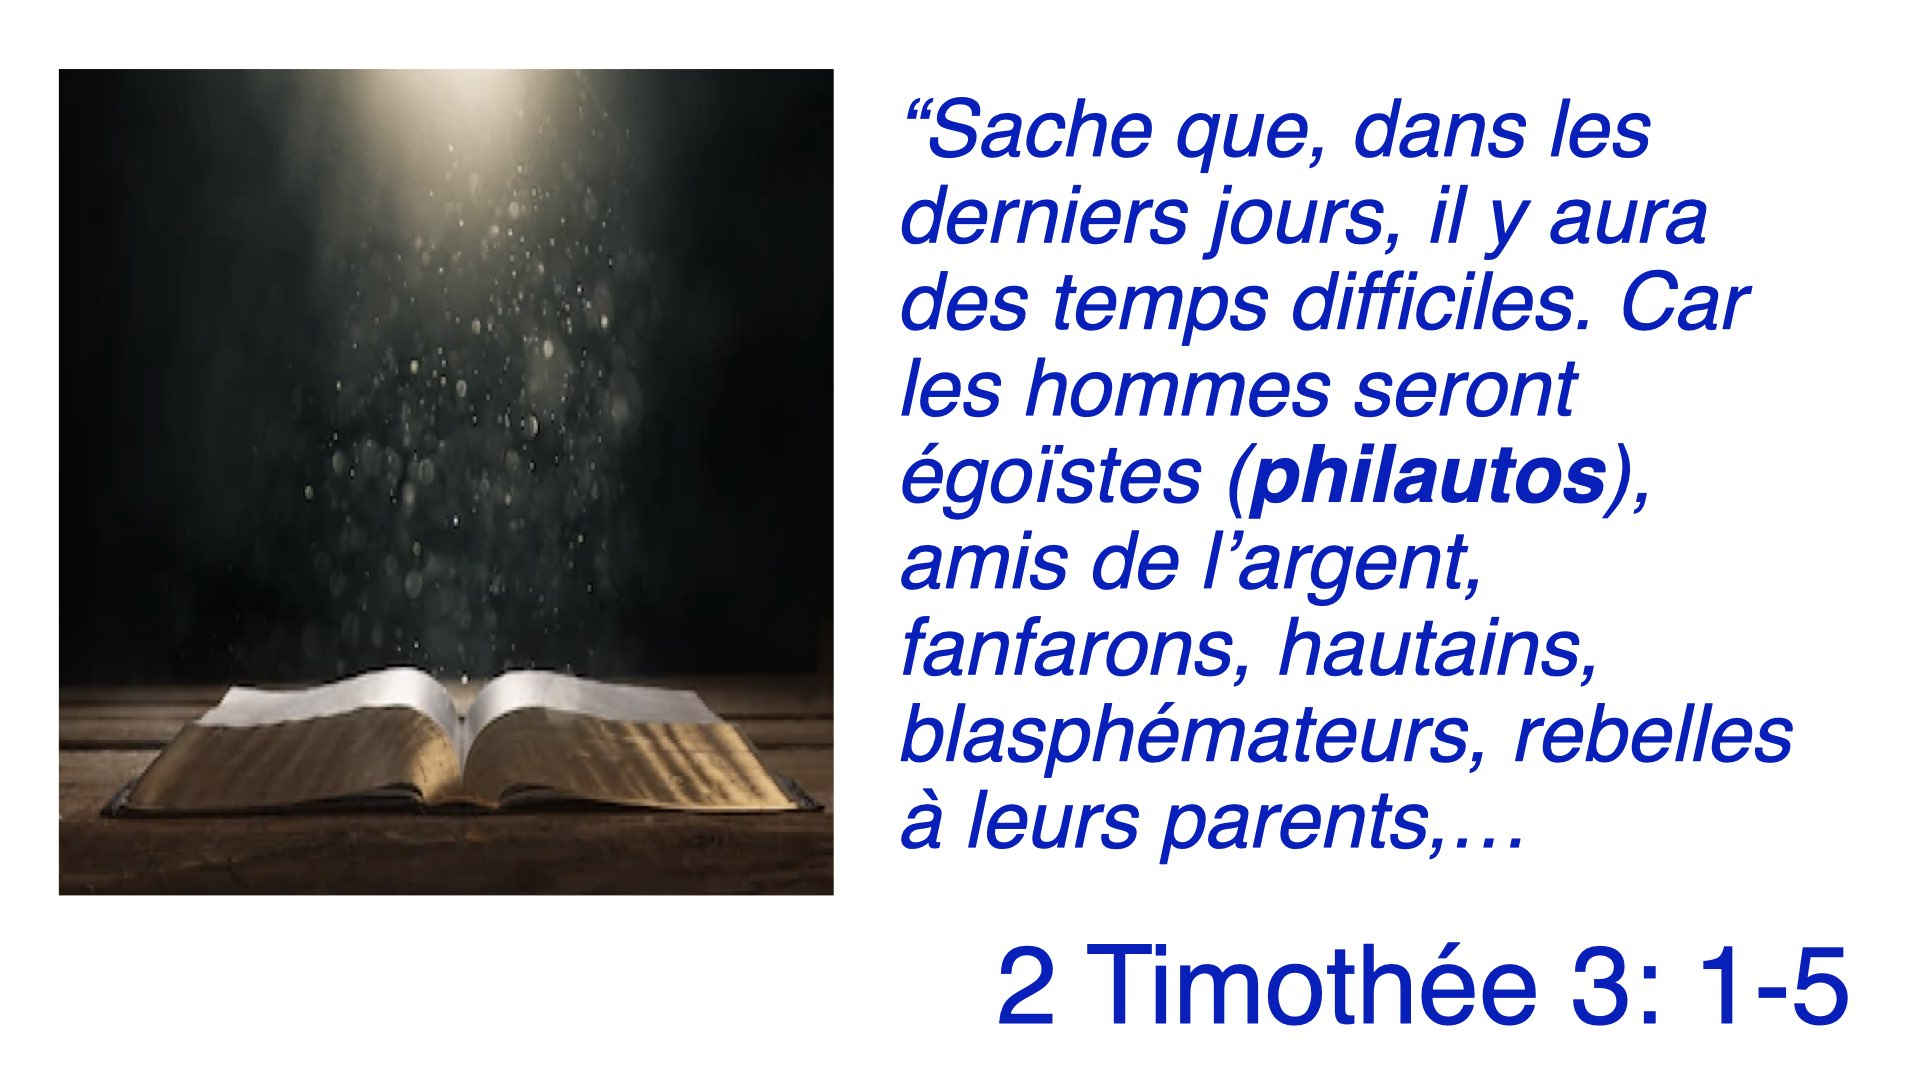 “Sache que, dans les
derniers jours, il y aura
des temps difficiles. Car
les hommes seront
égoïstes (philautos),
amis de l’argent,
fanfarons, hautains,
blasphémateurs, rebelles
à leurs parents,…
2 Timothée 3: 1-5